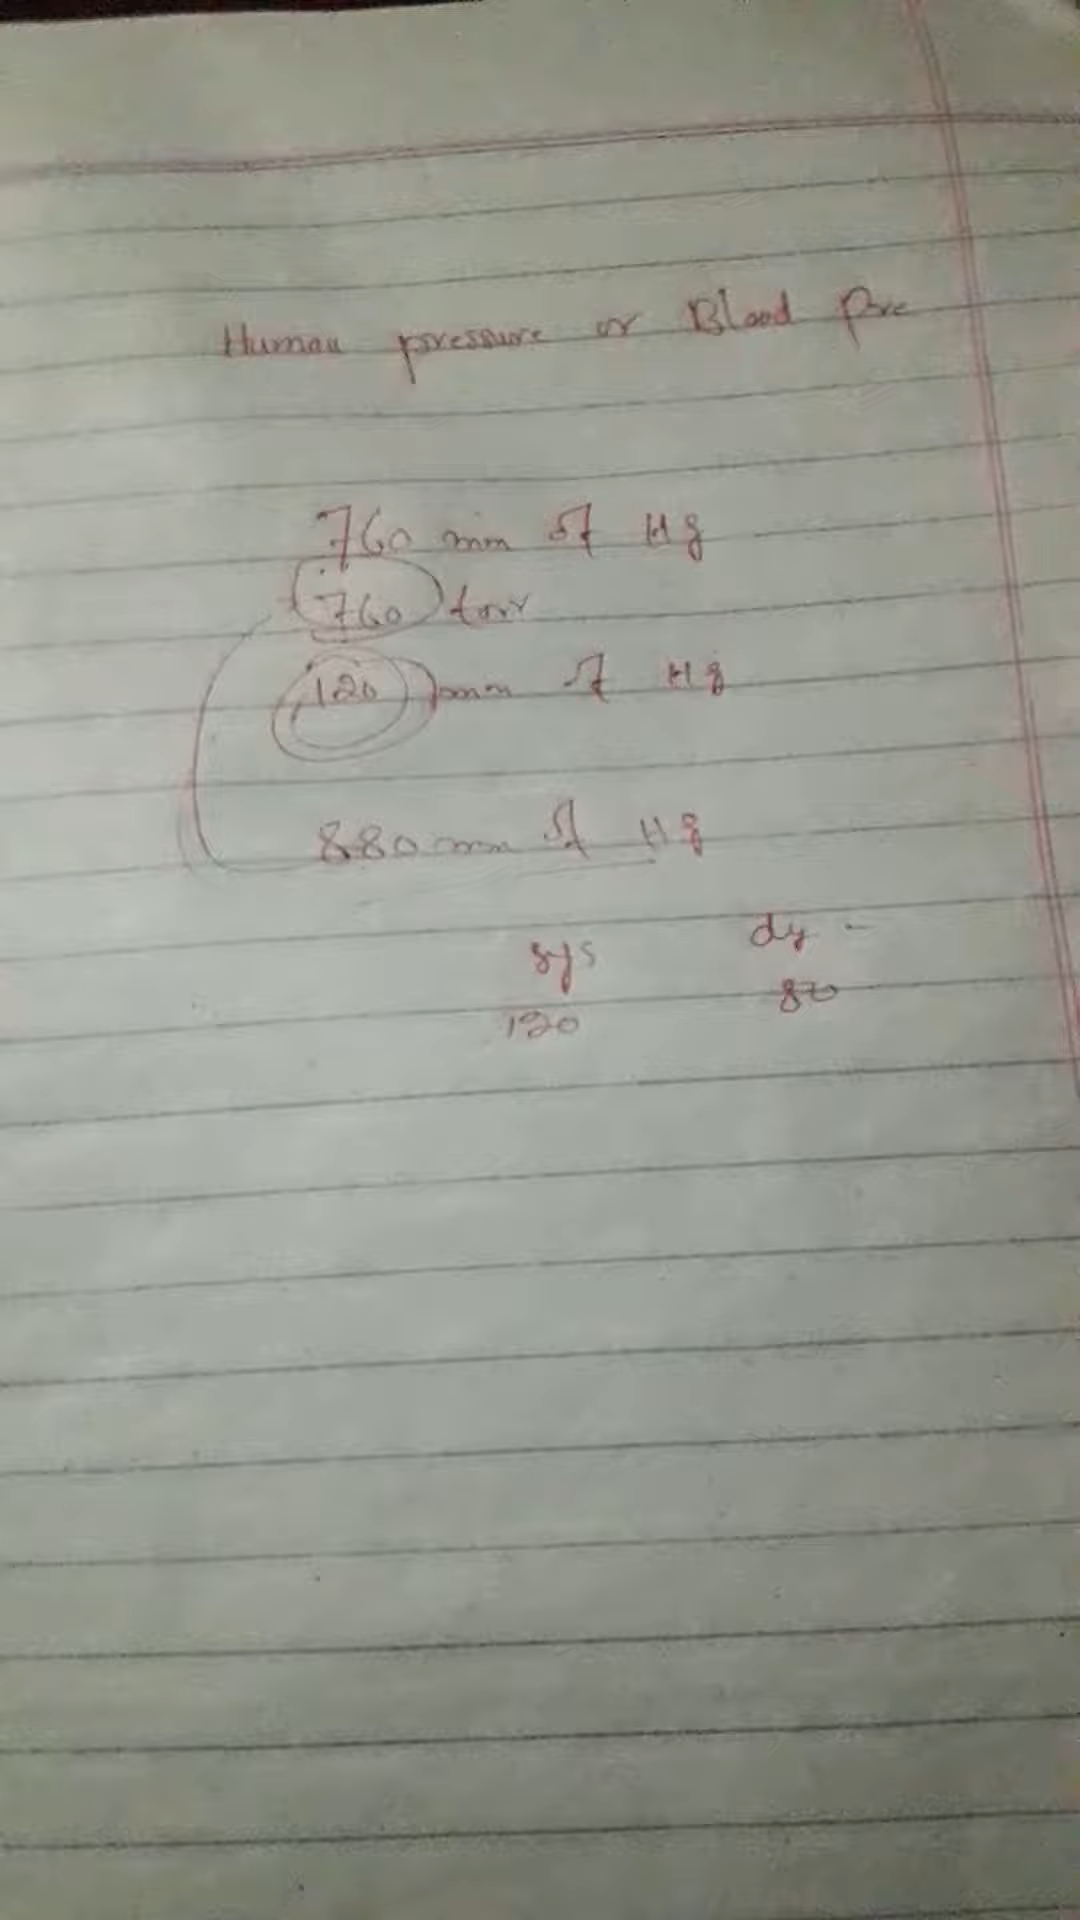 Human pressure or Blood Pre
760 mm of Hg
760 torr
120 mm of Hg
880 mm of Hg
sys dy -
120 80